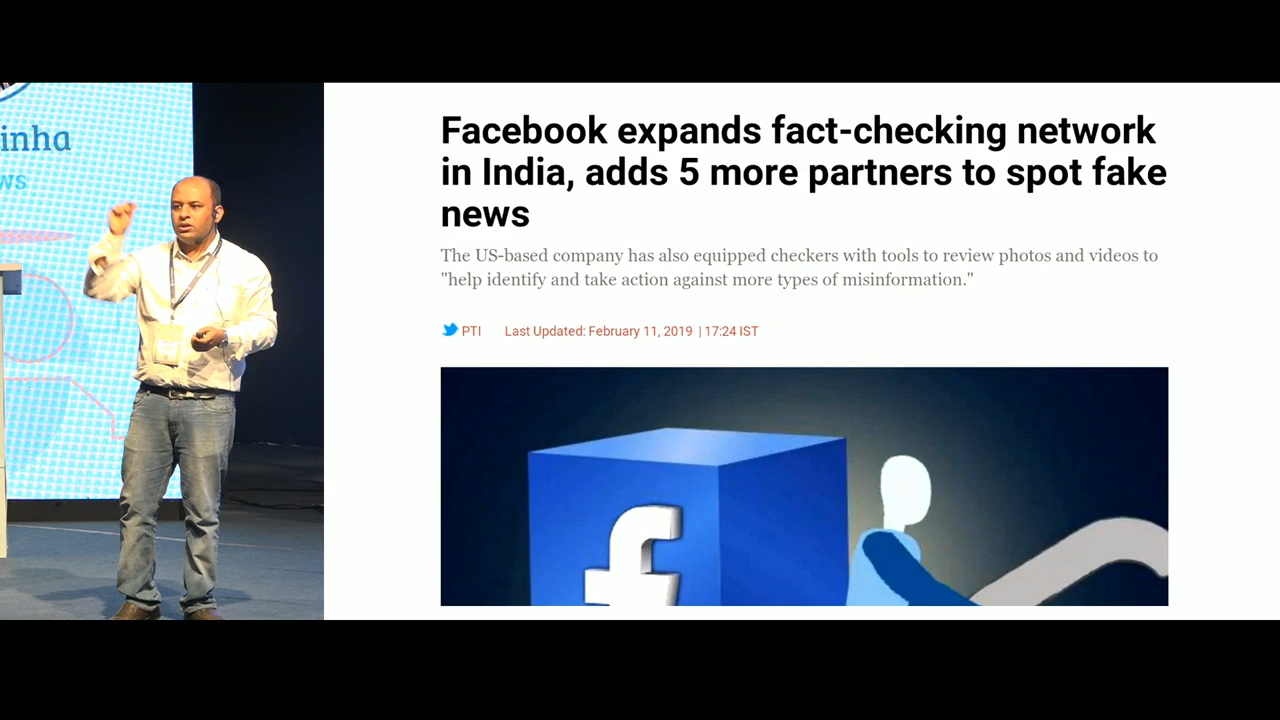 inha
ws
Facebook expands fact-checking network
in India, adds 5 more partners to spot fake
news
The US-based company has also equipped checkers with tools to review photos and videos to
"help identify and take action against more types of misinformation."
PTI Last Updated: February 11, 2019 | 17:24 IST
f